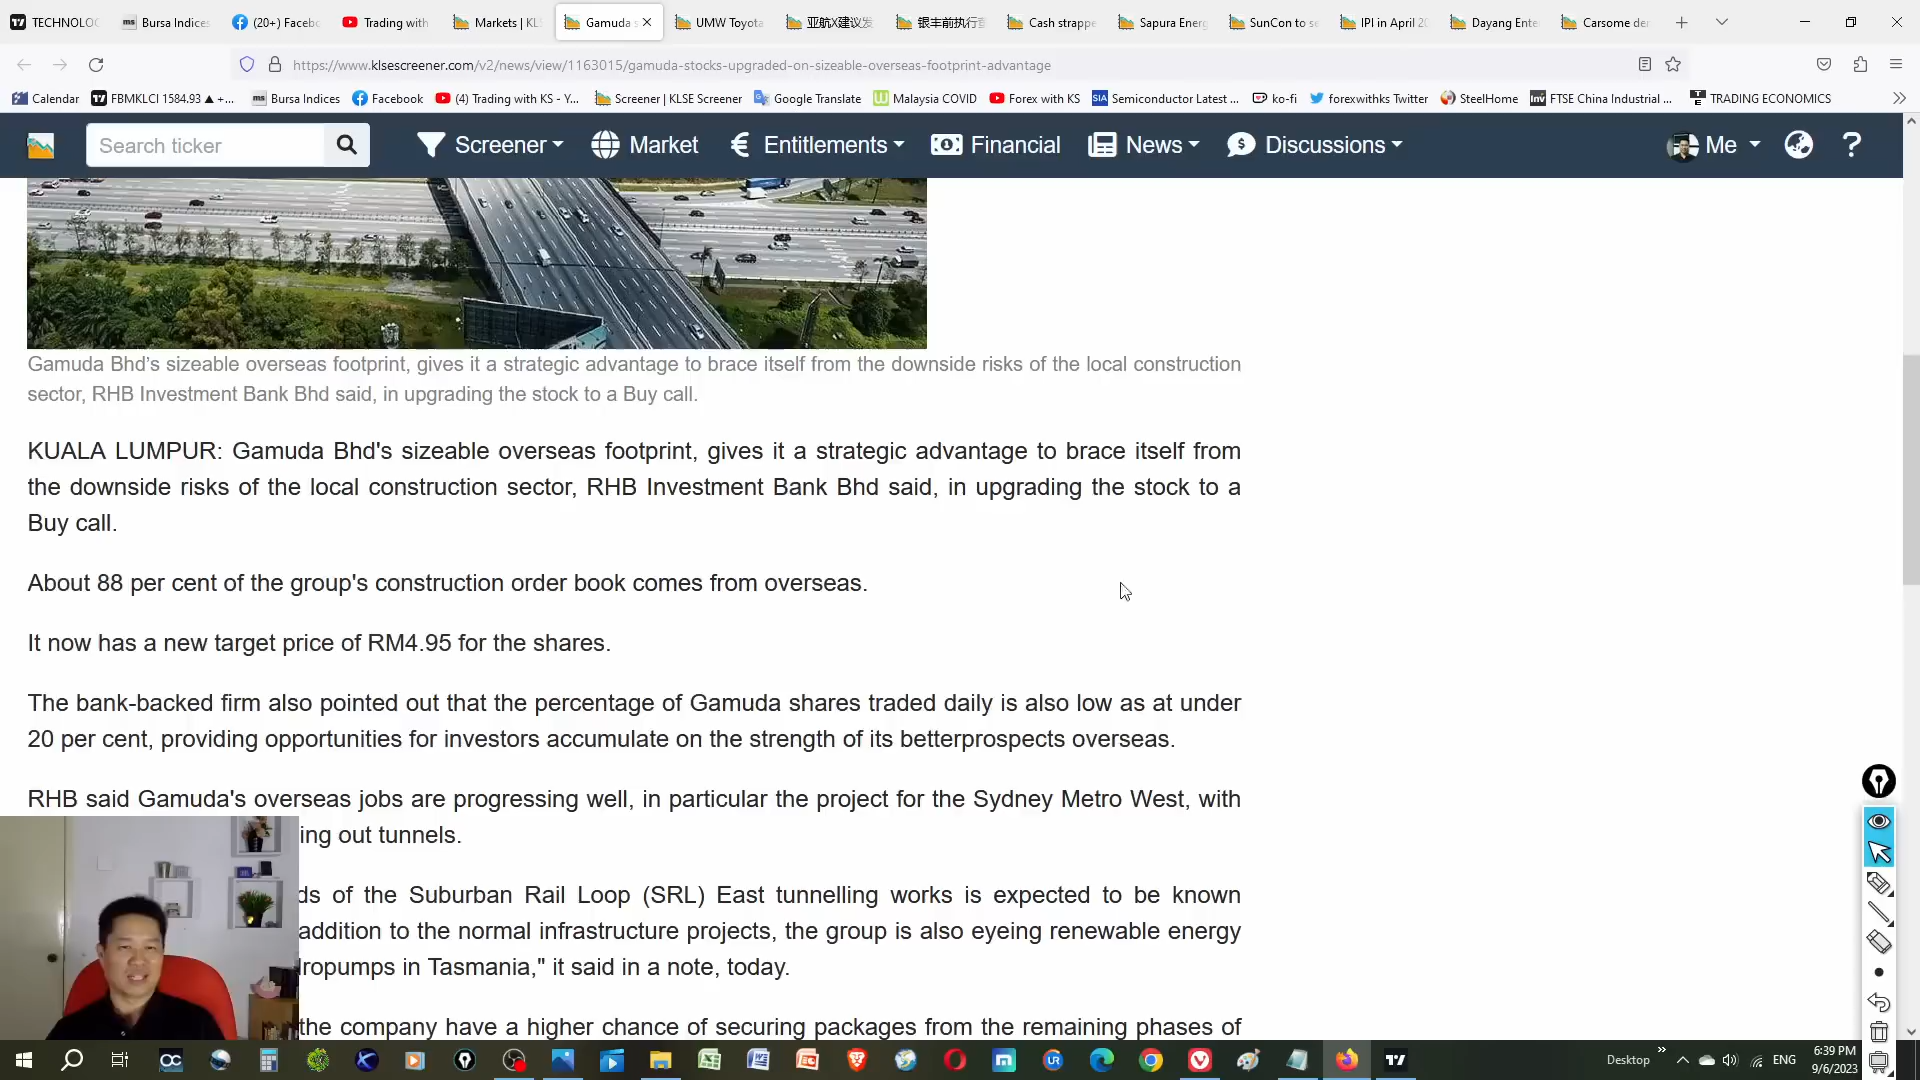 TECHNOLOG
Bursa Indices
(20+) Facebo
Trading with
Markets | KLS
Gamuda s
UMW Toyota
亚航X建议发
银丰前执行董
Cash strappe
Sapura Energ
SunCon to se
IPI in April 20
Dayang Ente
Carsome de
https://www.klsescreener.com/v2/news/view/1163015/gamuda-stocks-upgraded-on-sizeable-overseas-footprint-advantage
Calendar
FBMKLCI 1584.93 ▲ +...
Bursa Indices
Facebook
(4) Trading with KS - Y...
Screener | KLSE Screener
Google Translate
Malaysia COVID
Forex with KS
Semiconductor Latest ...
ko-fi
forexwithks Twitter
SteelHome
FTSE China Industrial ...
TRADING ECONOMICS
Search ticker
Screener
Market
Entitlements
Financial
News
Discussions
Me
Gamuda Bhd's sizeable overseas footprint, gives it a strategic advantage to brace itself from the downside risks of the local construction
sector, RHB Investment Bank Bhd said, in upgrading the stock to a Buy call.
KUALA LUMPUR: Gamuda Bhd's sizeable overseas footprint, gives it a strategic advantage to brace itself from
the downside risks of the local construction sector, RHB Investment Bank Bhd said, in upgrading the stock to a
Buy call.
About 88 per cent of the group's construction order book comes from overseas.
It now has a new target price of RM4.95 for the shares.
The bank-backed firm also pointed out that the percentage of Gamuda shares traded daily is also low as at under
20 per cent, providing opportunities for investors accumulate on the strength of its betterprospects overseas.
RHB said Gamuda's overseas jobs are progressing well, in particular the project for the Sydney Metro West, with
ing out tunnels.
ds of the Suburban Rail Loop (SRL) East tunnelling works is expected to be known
addition to the normal infrastructure projects, the group is also eyeing renewable energy
dropumps in Tasmania," it said in a note, today.
the company have a higher chance of securing packages from the remaining phases of
Desktop
ENG
6:39 PM
9/6/2023